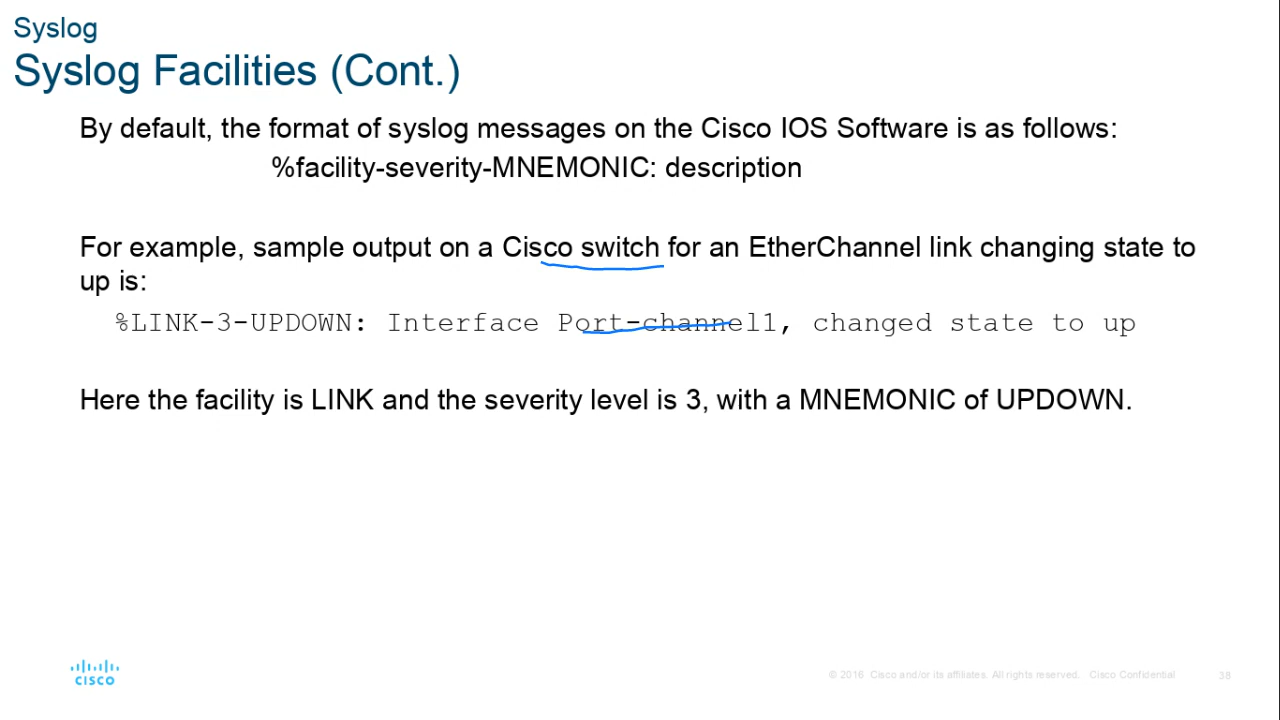 Syslog
Syslog Facilities (Cont.)
By default, the format of syslog messages on the Cisco IOS Software is as follows:
%facility-severity-MNEMONIC: description
For example, sample output on a Cisco switch for an EtherChannel link changing state to
up is:
%LINK-3-UPDOWN: Interface Port-channel1, changed state to up
Here the facility is LINK and the severity level is 3, with a MNEMONIC of UPDOWN.
CISCO
© 2016 Cisco and/or its affiliates. All rights reserved. Cisco Confidential 38